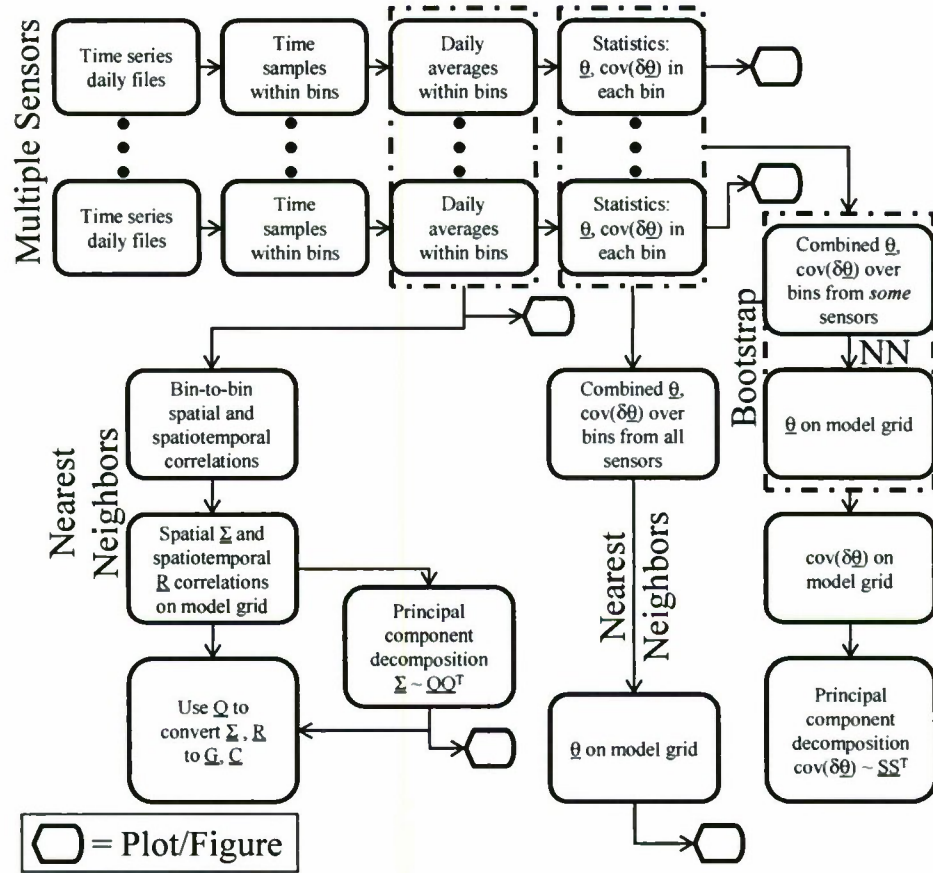 Multiple Sensors
Time series
daily files
Time
samples
within bins
Daily
averages
within bins
Statistics:
θ, cov(δθ) in
each bin
Time series
daily files
Time
samples
within bins
Daily
averages
within bins
Statistics:
θ, cov(δθ) in
each bin
Bootstrap
Combined θ,
cov(δθ) over
bins from some
sensors
NN
θ on model grid
cov(δθ) on
model grid
Principal
component
decomposition
cov(δθ) ~ SSᵀ
Bin-to-bin
spatial and
spatiotemporal
correlations
Nearest
Neighbors
Spatial Σ and
spatiotemporal
R correlations
on model grid
Principal
component
decomposition
Σ ~ QQᵀ
Use Q to
convert Σ , R
to G, C
Combined θ,
cov(δθ) over
bins from all
sensors
Nearest
Neighbors
θ on model grid
= Plot/Figure